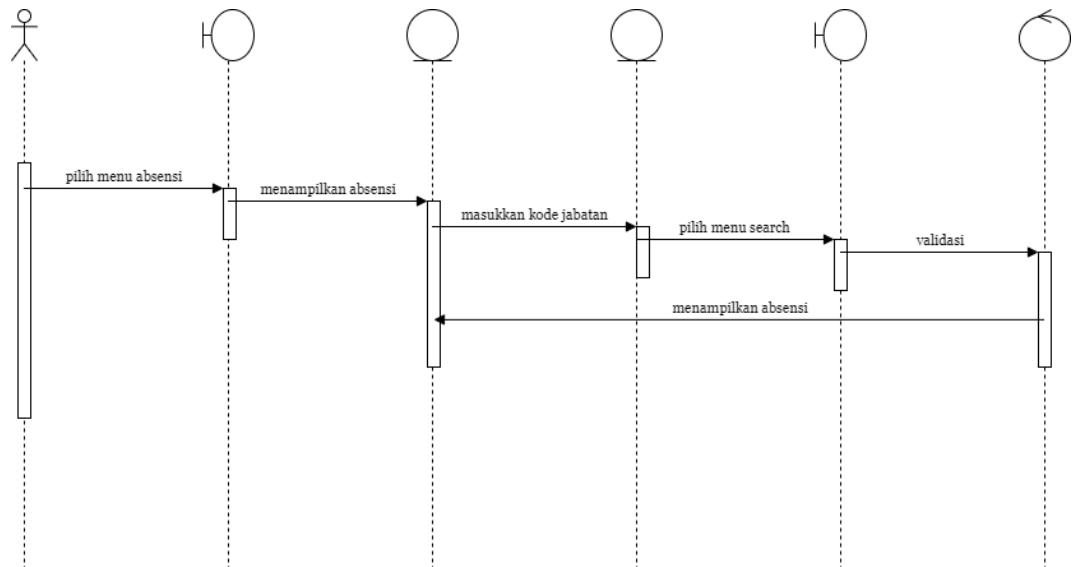 pilih menu absensi
menampilkan absensi
masukkan kode jabatan
pilih menu search
validasi
menampilkan absensi